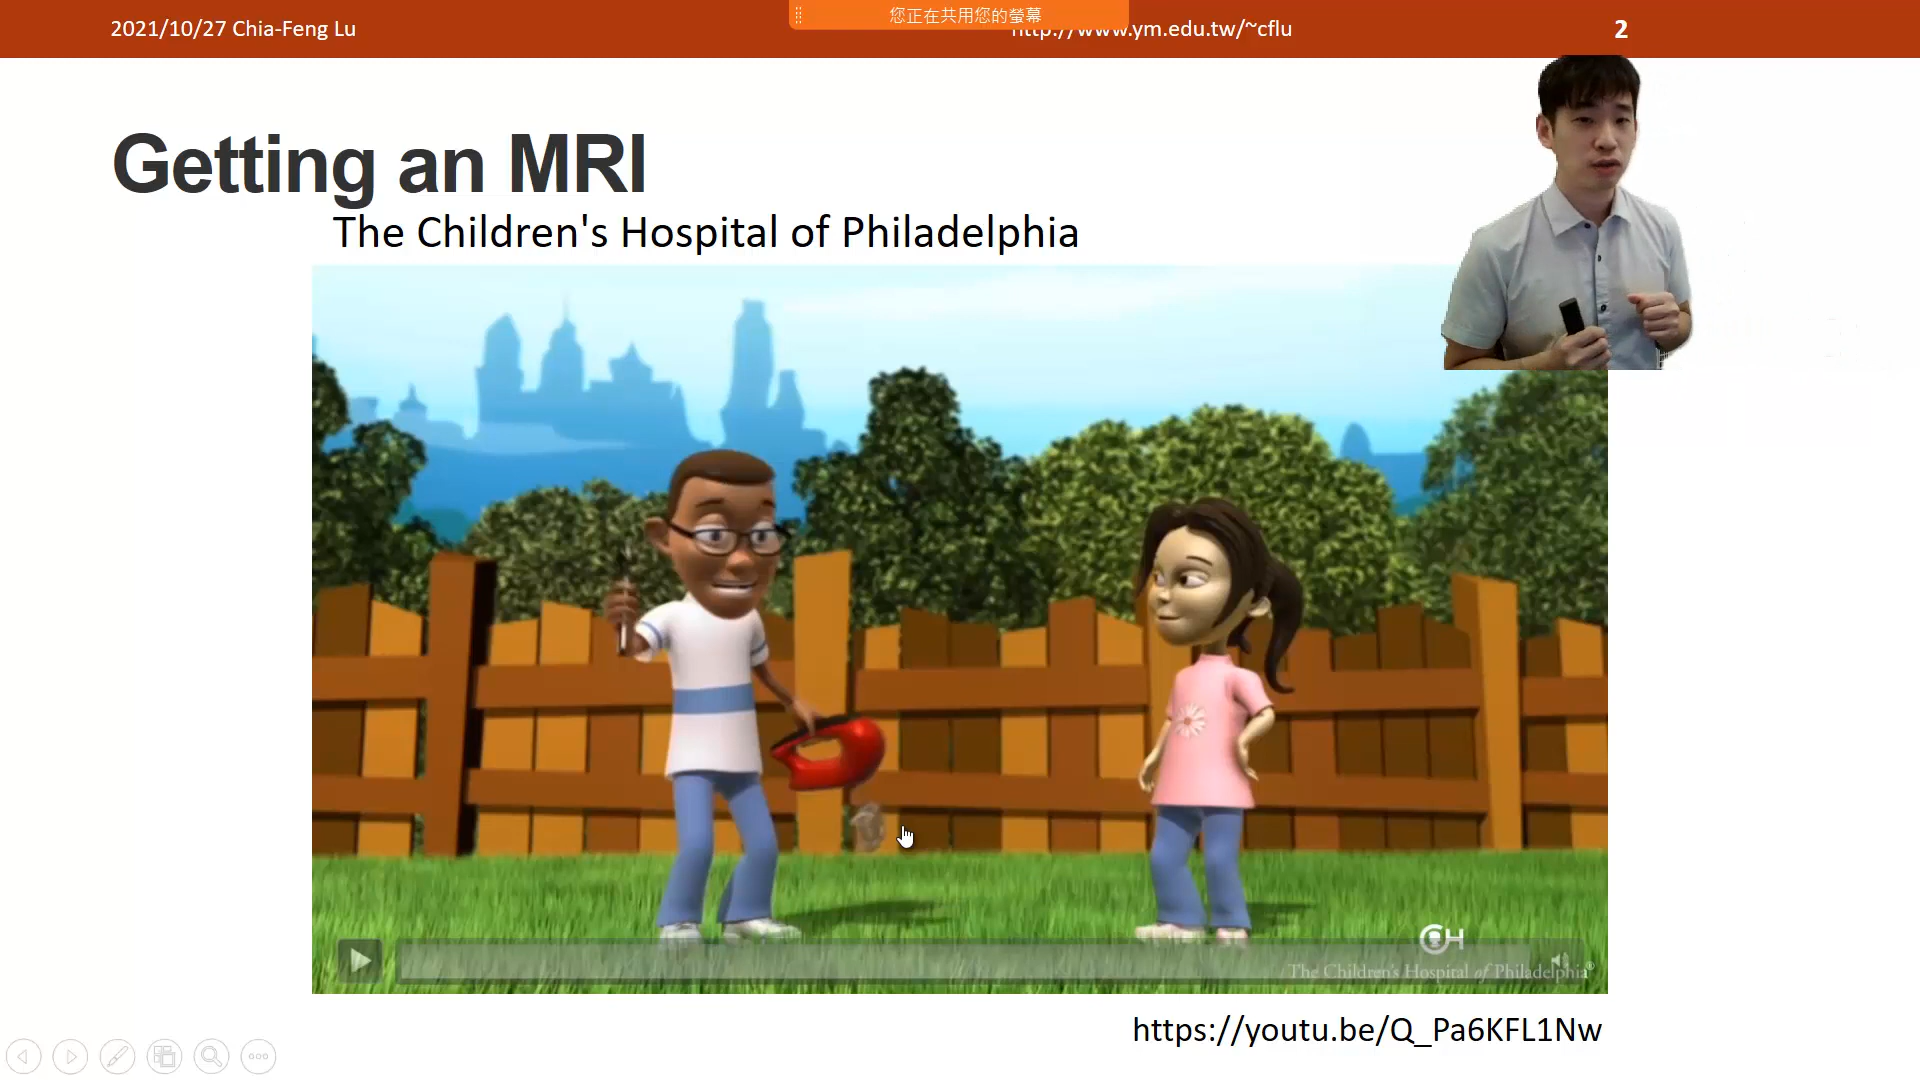 2021/10/27 Chia-Feng Lu
您正在共用您的螢幕
http://www.ym.edu.tw/~cflu
2
Getting an MRI
The Children's Hospital of Philadelphia
CH
The Children's Hospital of Philadelphia®
https://youtu.be/Q_Pa6KFL1Nw